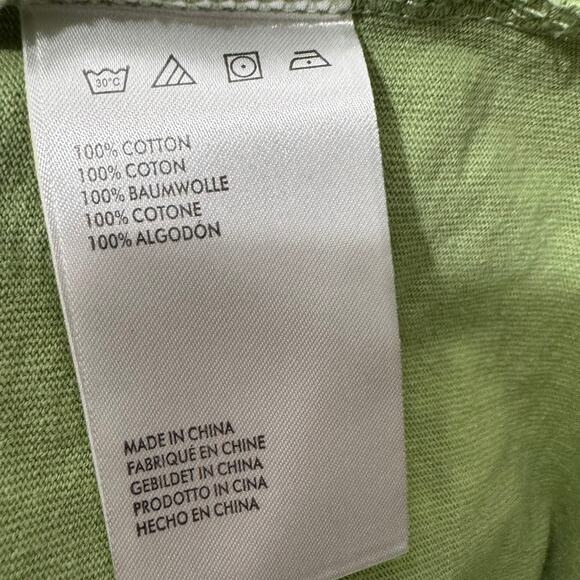 30°C
100% COTTON
100% COTON
100% BAUMWOLLE
100% COTONE
100% ALGODÓN
MADE IN CHINA
FABRIQUÉ EN CHINE
GEBILDET IN CHINA
PRODOTTO IN CINA
HECHO EN CHINA